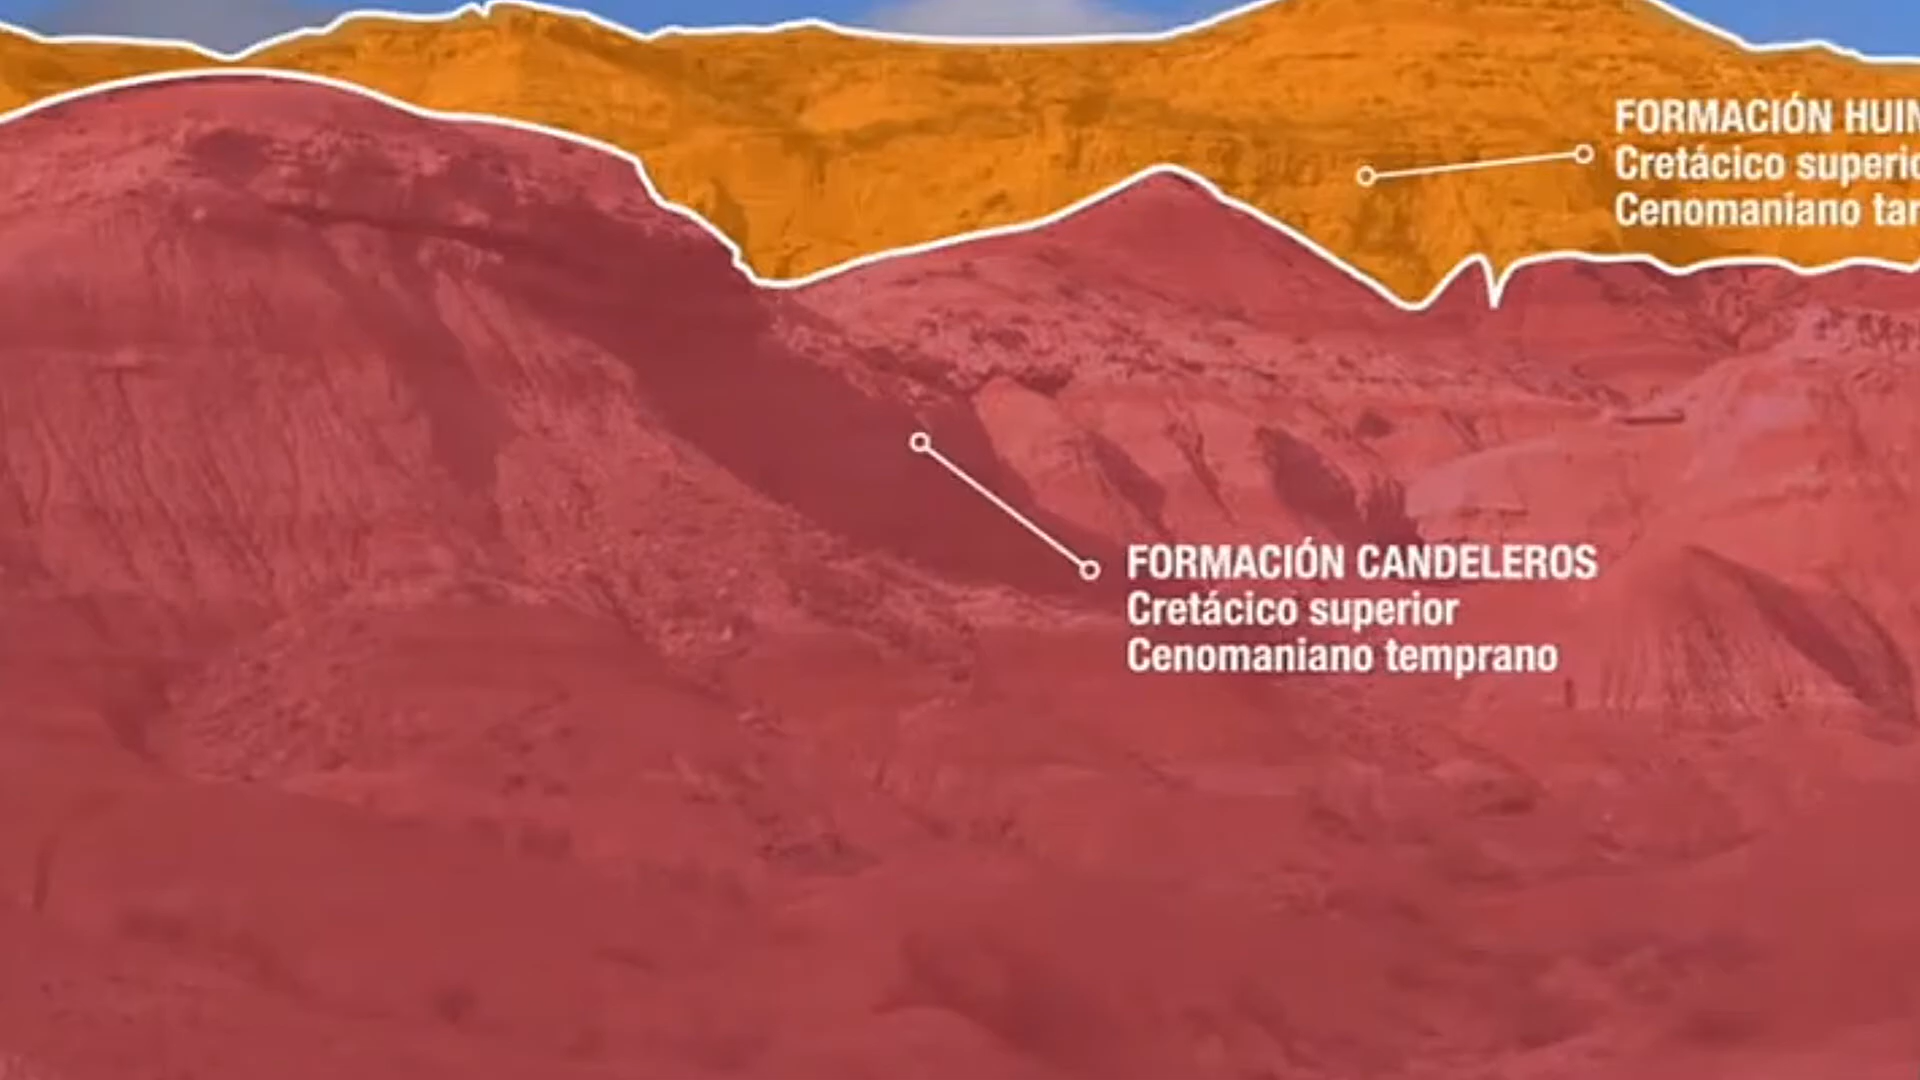 FORMACIÓN
Cretácico
Cenomaniano
FORMACIÓN CANDELEROS
Cretácico superior
Cenomaniano temprano